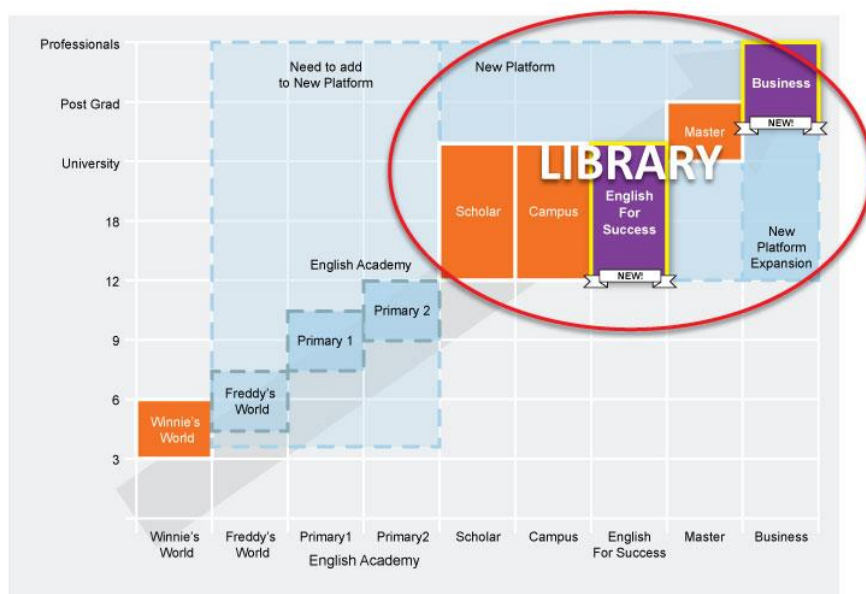 Professionals
Post Grad
University
18
12
9
6
3
Need to add
to New Platform
New Platform
Business
NEW!
Master
LIBRARY
Scholar
Campus
English
For
Success
NEW!
New
Platform
Expansion
English Academy
Primary 2
Primary 1
Freddy's
World
Winnie's
World
Winnie's
World
Freddy's
World
Primary1
Primary2
English Academy
Scholar
Campus
English
For Success
Master
Business